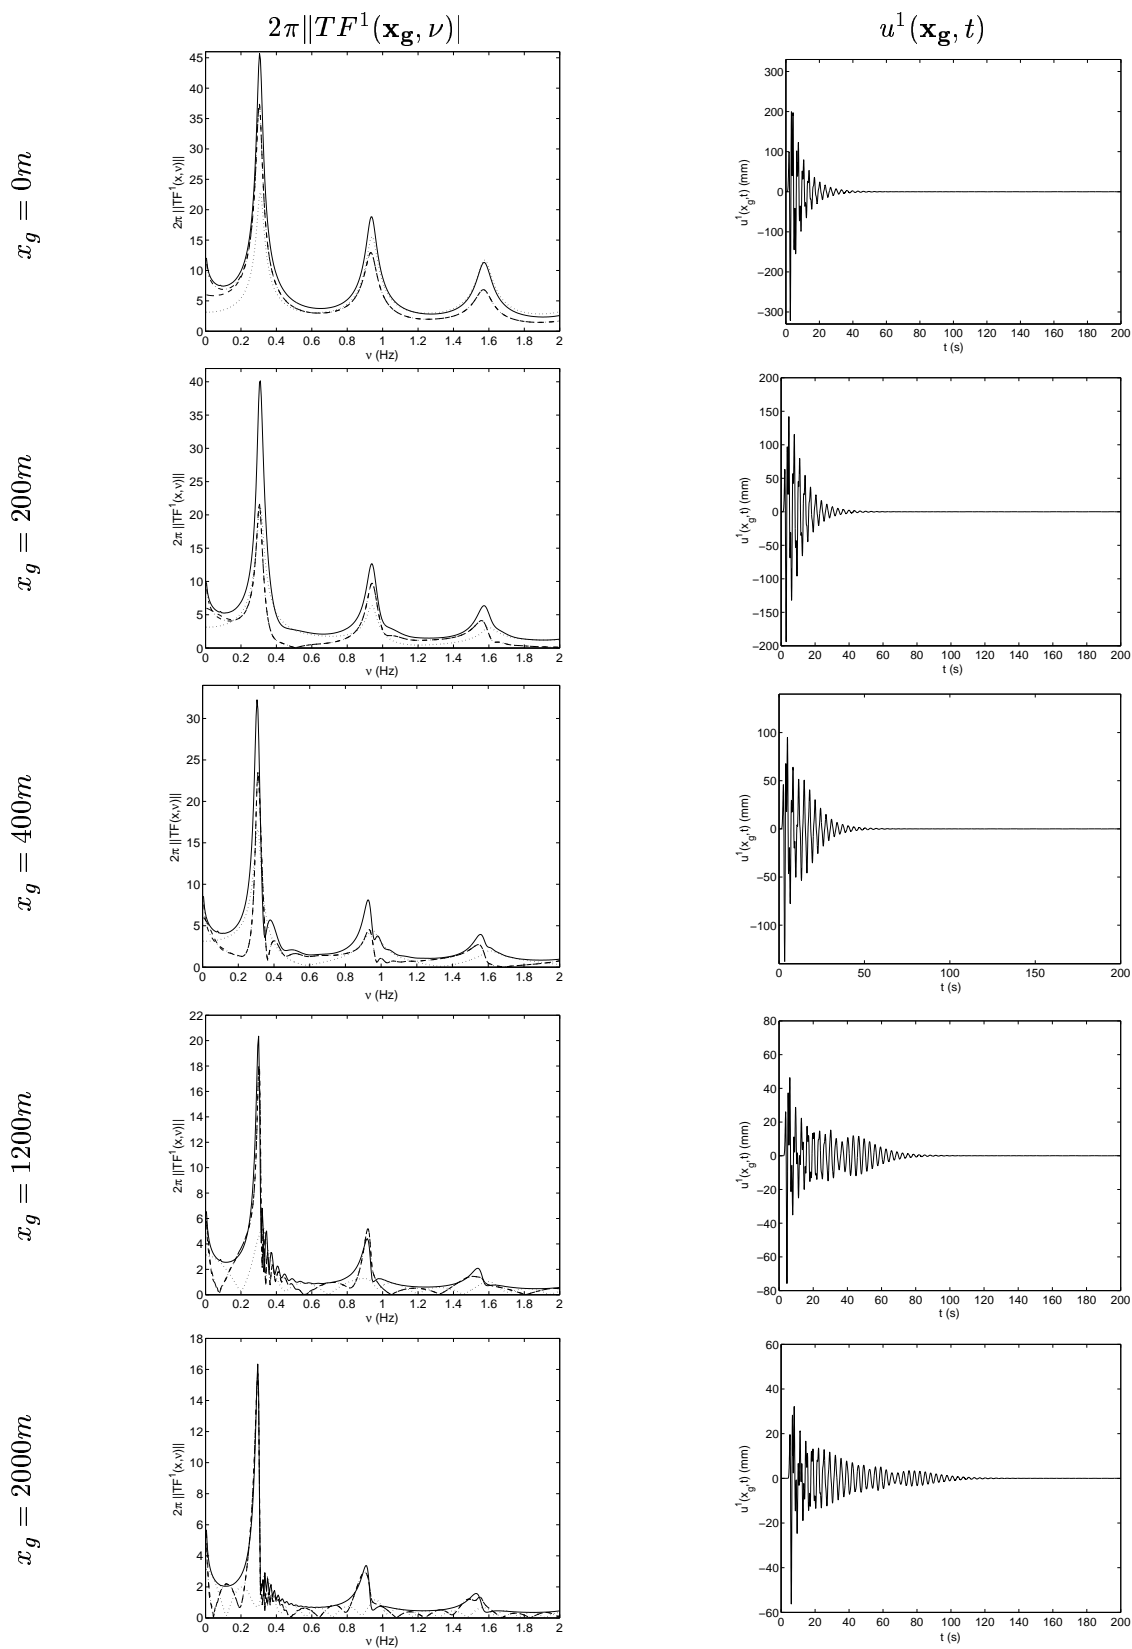 2π||TF¹(𝐱𝐠, ν)| u¹(𝐱𝐠, t)
x_g = 0m
2π ||TF¹(x,ν)||
45
40
35
30
25
20
15
10
5
0
0 0.2 0.4 0.6 0.8 1 1.2 1.4 1.6 1.8 2
ν (Hz)
u¹(x_g,t) (mm)
300
200
100
0
−100
−200
−300
0 20 40 60 80 100 120 140 160 180 200
t (s)
x_g = 200m
2π ||TF¹(x,ν)||
40
35
30
25
20
15
10
5
0
0 0.2 0.4 0.6 0.8 1 1.2 1.4 1.6 1.8 2
ν (Hz)
u¹(x_g,t) (mm)
200
150
100
50
0
−50
−100
−150
−200
0 20 40 60 80 100 120 140 160 180 200
t (s)
x_g = 400m
2π ||TF(x,ν)||
30
25
20
15
10
5
0
0 0.2 0.4 0.6 0.8 1 1.2 1.4 1.6 1.8 2
ν (Hz)
u¹(x_g,t) (mm)
100
50
0
−50
−100
0 50 100 150 200
t (s)
x_g = 1200m
2π ||TF¹(x,ν)||
22
20
18
16
14
12
10
8
6
4
2
0
0 0.2 0.4 0.6 0.8 1 1.2 1.4 1.6 1.8 2
ν (Hz)
u¹(x_g,t) (mm)
80
60
40
20
0
−20
−40
−60
−80
0 20 40 60 80 100 120 140 160 180 200
t (s)
x_g = 2000m
2π ||TF¹(x,ν)||
18
16
14
12
10
8
6
4
2
0
0 0.2 0.4 0.6 0.8 1 1.2 1.4 1.6 1.8 2
ν (Hz)
u¹(x_g,t) (mm)
60
40
20
0
−20
−40
−60
0 20 40 60 80 100 120 140 160 180 200
t (s)